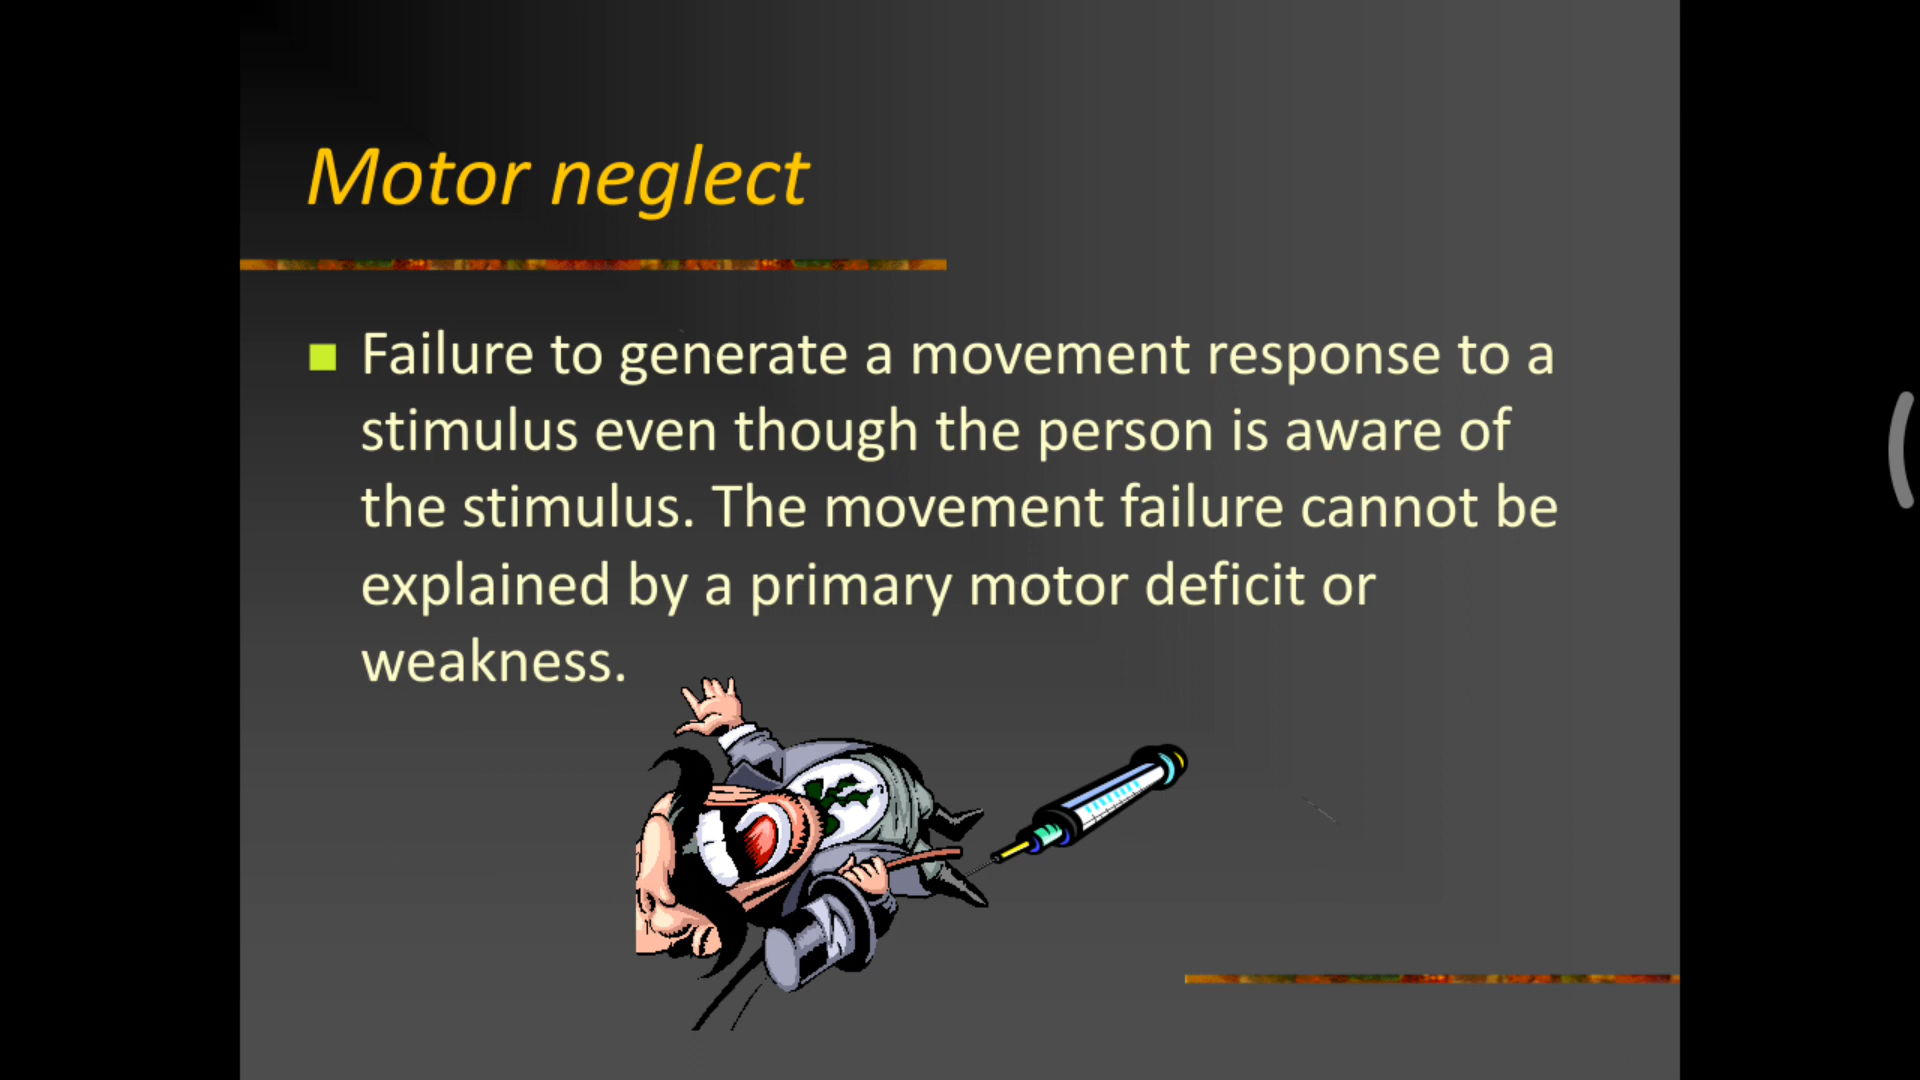 Motor neglect
Failure to generate a movement response to a
stimulus even though the person is aware of
the stimulus. The movement failure cannot be
explained by a primary motor deficit or
weakness.